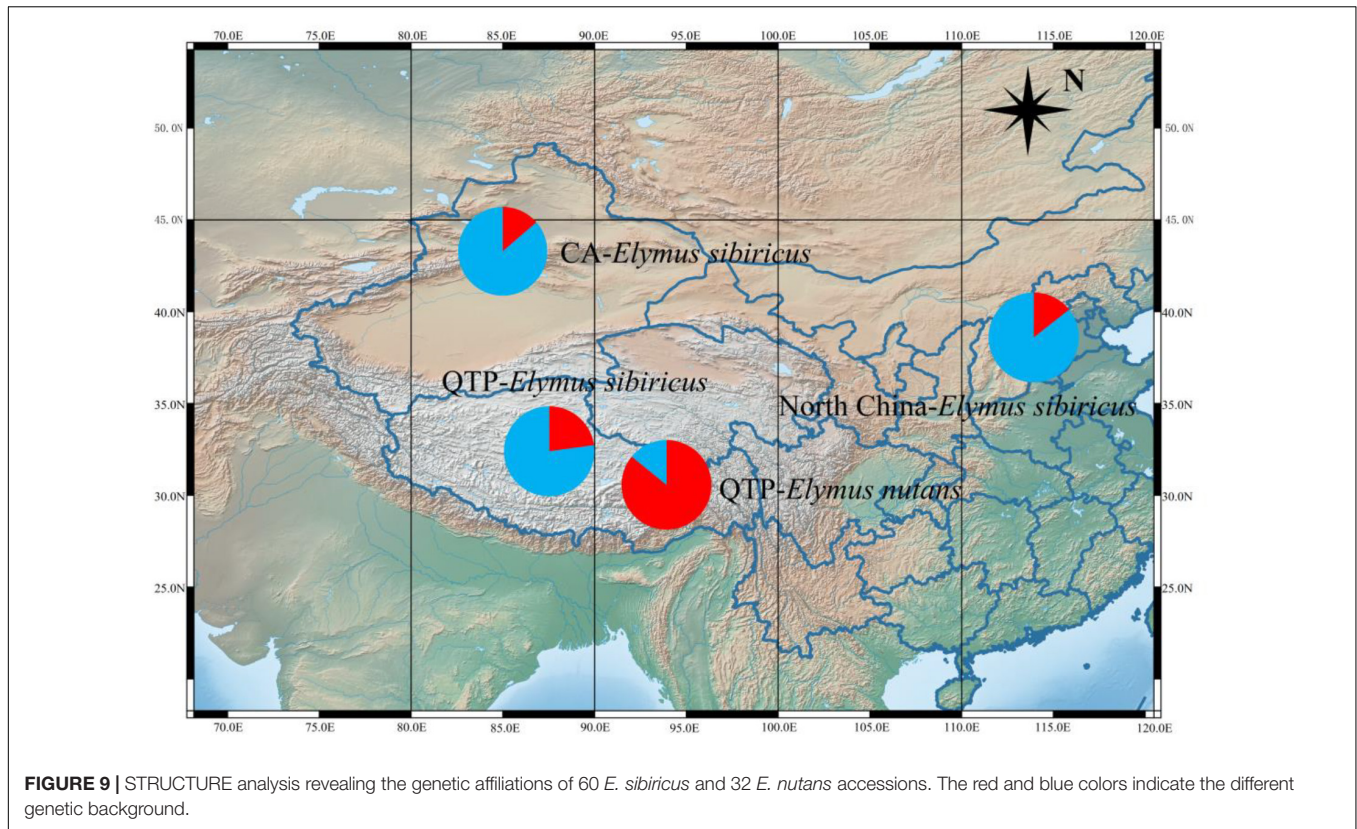 70.0E 75.0E 80.0E 85.0E 90.0E 95.0E 100.0E 105.0E 110.0E 115.0E 120.0E
N
50. 0N 50. 0N
45.0N 45.0N
CA-Elymus sibiricus
40.0N 40.0N
QTP-Elymus sibiricus
35.0N North China-Elymus sibiricus 35.0N
30.0N QTP-Elymus nutans 30.0N
25.0N 25.0N
70.0E 75.0E 80.0E 85.0E 90.0E 95.0E 100.0E 105.0E 110.0E 115.0E 120.0E
FIGURE 9 | STRUCTURE analysis revealing the genetic affiliations of 60 E. sibiricus and 32 E. nutans accessions. The red and blue colors indicate the different
genetic background.